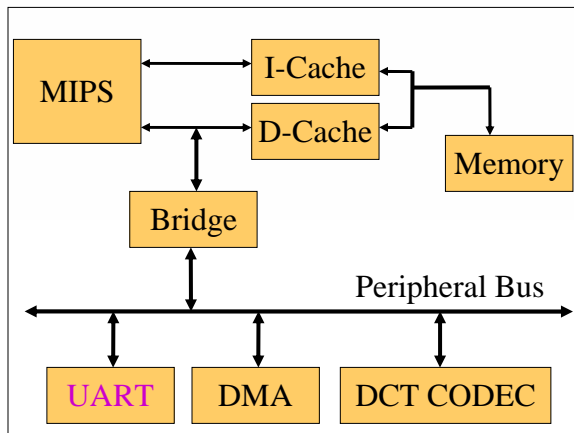 MIPS
I-Cache
D-Cache
Memory
Bridge
Peripheral Bus
UART
DMA
DCT CODEC